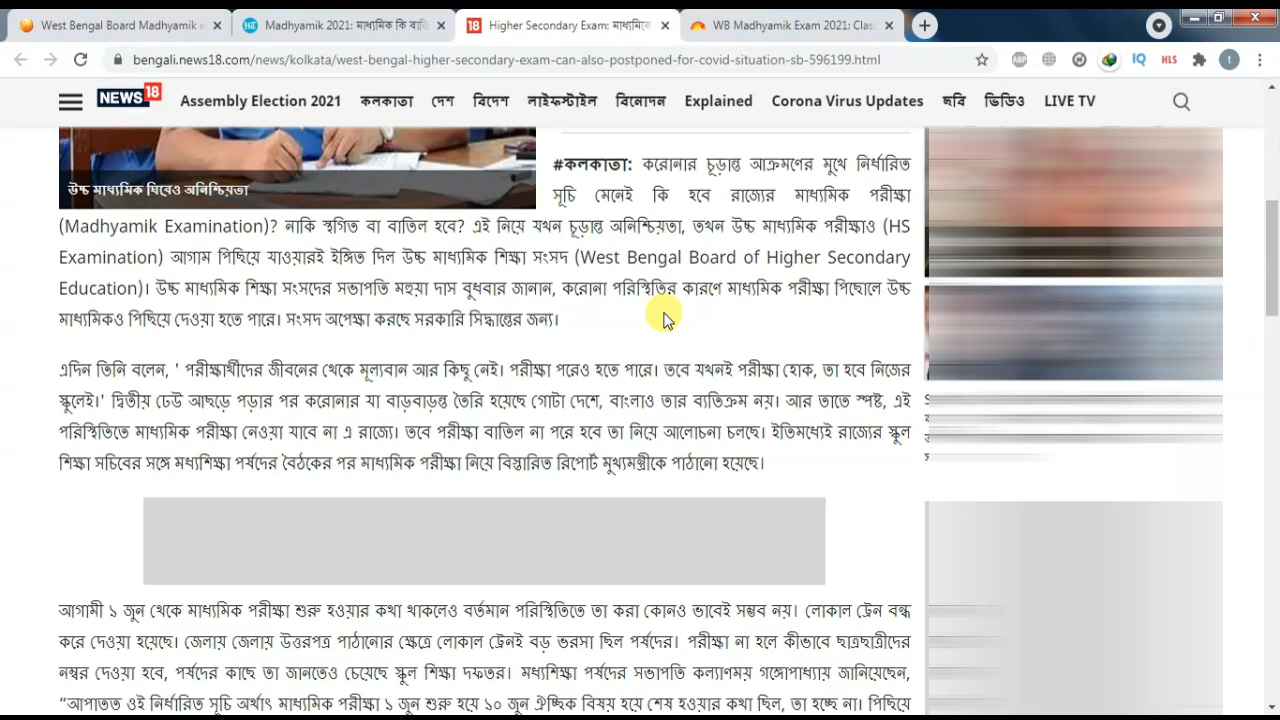 West Bengal Board Madhyamik e
Madhyamik 2021: মাধ্যমিক কি বাতি
Higher Secondary Exam: মাধ্যমিকে
WB Madhyamik Exam 2021: Clas
bengali.news18.com/news/kolkata/west-bengal-higher-secondary-exam-can-also-postponed-for-covid-situation-sb-596199.html
ABP
IQ
HLS
t
NEWS 18
Assembly Election 2021 কলকাতা দেশ বিদেশ লাইফস্টাইল বিনোদন Explained Corona Virus Updates ছবি ভিডিও LIVE TV
উচ্চ মাধ্যমিক ঘিরেও অনিশ্চিয়তা
#কলকাতা: করোনার চূড়ান্ত আক্রমণের মুখে নির্ধারিত
সূচি মেনেই কি হবে রাজ্যের মাধ্যমিক পরীক্ষা
(Madhyamik Examination)? নাকি স্থগিত বা বাতিল হবে? এই নিয়ে যখন চূড়ান্ত অনিশ্চিয়তা, তখন উচ্চ মাধ্যমিক পরীক্ষাও (HS
Examination) আগাম পিছিয়ে যাওয়ারই ইঙ্গিত দিল উচ্চ মাধ্যমিক শিক্ষা সংসদ (West Bengal Board of Higher Secondary
Education)। উচ্চ মাধ্যমিক শিক্ষা সংসদের সভাপতি মহুয়া দাস বুধবার জানান, করোনা পরিস্থিতির কারণে মাধ্যমিক পরীক্ষা পিছোলে উচ্চ
মাধ্যমিকও পিছিয়ে দেওয়া হতে পারে। সংসদ অপেক্ষা করছে সরকারি সিদ্ধান্তের জন্য।
এদিন তিনি বলেন, ' পরীক্ষার্থীদের জীবনের থেকে মূল্যবান আর কিছু নেই। পরীক্ষা পরেও হতে পারে। তবে যখনই পরীক্ষা হোক, তা হবে নিজের
স্কুলেই।' দ্বিতীয় ঢেউ আছড়ে পড়ার পর করোনার যা বাড়বাড়ন্ত তৈরি হয়েছে গোটা দেশে, বাংলাও তার ব্যতিক্রম নয়। আর তাতে স্পষ্ট, এই
পরিস্থিতিতে মাধ্যমিক পরীক্ষা নেওয়া যাবে না এ রাজ্যে। তবে পরীক্ষা বাতিল না পরে হবে তা নিয়ে আলোচনা চলছে। ইতিমধ্যেই রাজ্যের স্কুল
শিক্ষা সচিবের সঙ্গে মধ্যশিক্ষা পর্ষদের বৈঠকের পর মাধ্যমিক পরীক্ষা নিয়ে বিস্তারিত রিপোর্ট মুখ্যমন্ত্রীকে পাঠানো হয়েছে।
আগামী ১ জুন থেকে মাধ্যমিক পরীক্ষা শুরু হওয়ার কথা থাকলেও বর্তমান পরিস্থিতিতে তা করা কোনও ভাবেই সম্ভব নয়। লোকাল ট্রেন বন্ধ
করে দেওয়া হয়েছে। জেলায় জেলায় উত্তরপত্র পাঠানোর ক্ষেত্রে লোকাল ট্রেনই বড় ভরসা ছিল পর্ষদের। পরীক্ষা না হলে কীভাবে ছাত্রছাত্রীদের
নম্বর দেওয়া হবে, পর্ষদের কাছে তা জানতেও চেয়েছে স্কুল শিক্ষা দফতর। মধ্যশিক্ষা পর্ষদের সভাপতি কল্যাণময় গঙ্গোপাধ্যায় জানিয়েছেন,
“আপাতত ওই নির্ধারিত সূচি অর্থাৎ মাধ্যমিক পরীক্ষা ১ জুন শুরু হয়ে ১০ জুন ঐচ্ছিক বিষয় হয়ে শেষ হওয়ার কথা ছিল, তা হচ্ছে না। পিছিয়ে